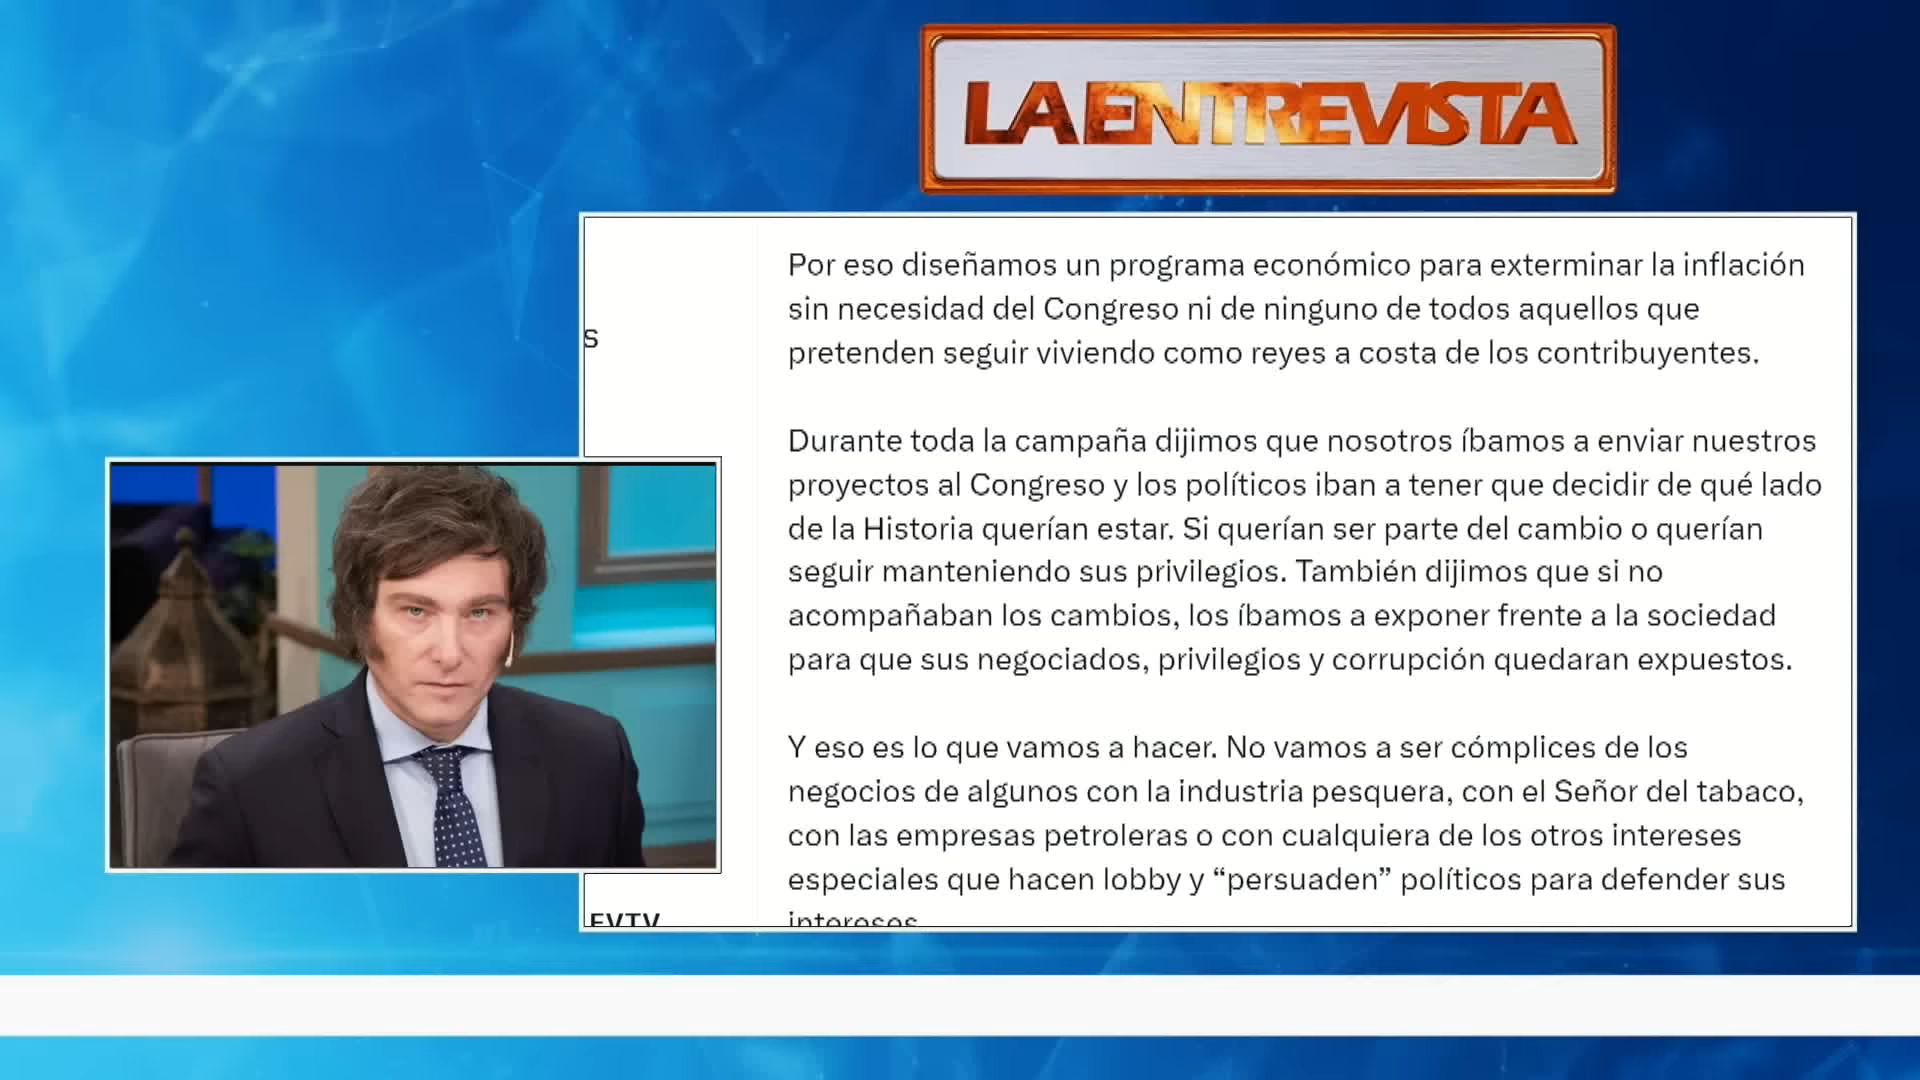 LA ENTREVISTA
Por eso diseñamos un programa económico para exterminar la inflación
sin necesidad del Congreso ni de ninguno de todos aquellos que
pretenden seguir viviendo como reyes a costa de los contribuyentes.
S
Durante toda la campaña dijimos que nosotros íbamos a enviar nuestros
proyectos al Congreso y los políticos iban a tener que decidir de qué lado
de la Historia querían estar. Si querían ser parte del cambio o querían
seguir manteniendo sus privilegios. También dijimos que si no
acompañaban los cambios, los íbamos a exponer frente a la sociedad
para que sus negociados, privilegios y corrupción quedaran expuestos.
Y eso es lo que vamos a hacer. No vamos a ser cómplices de los
negocios de algunos con la industria pesquera, con el Señor del tabaco,
con las empresas petroleras o con cualquiera de los otros intereses
especiales que hacen lobby y “persuaden” políticos para defender sus
intereses
EVTV